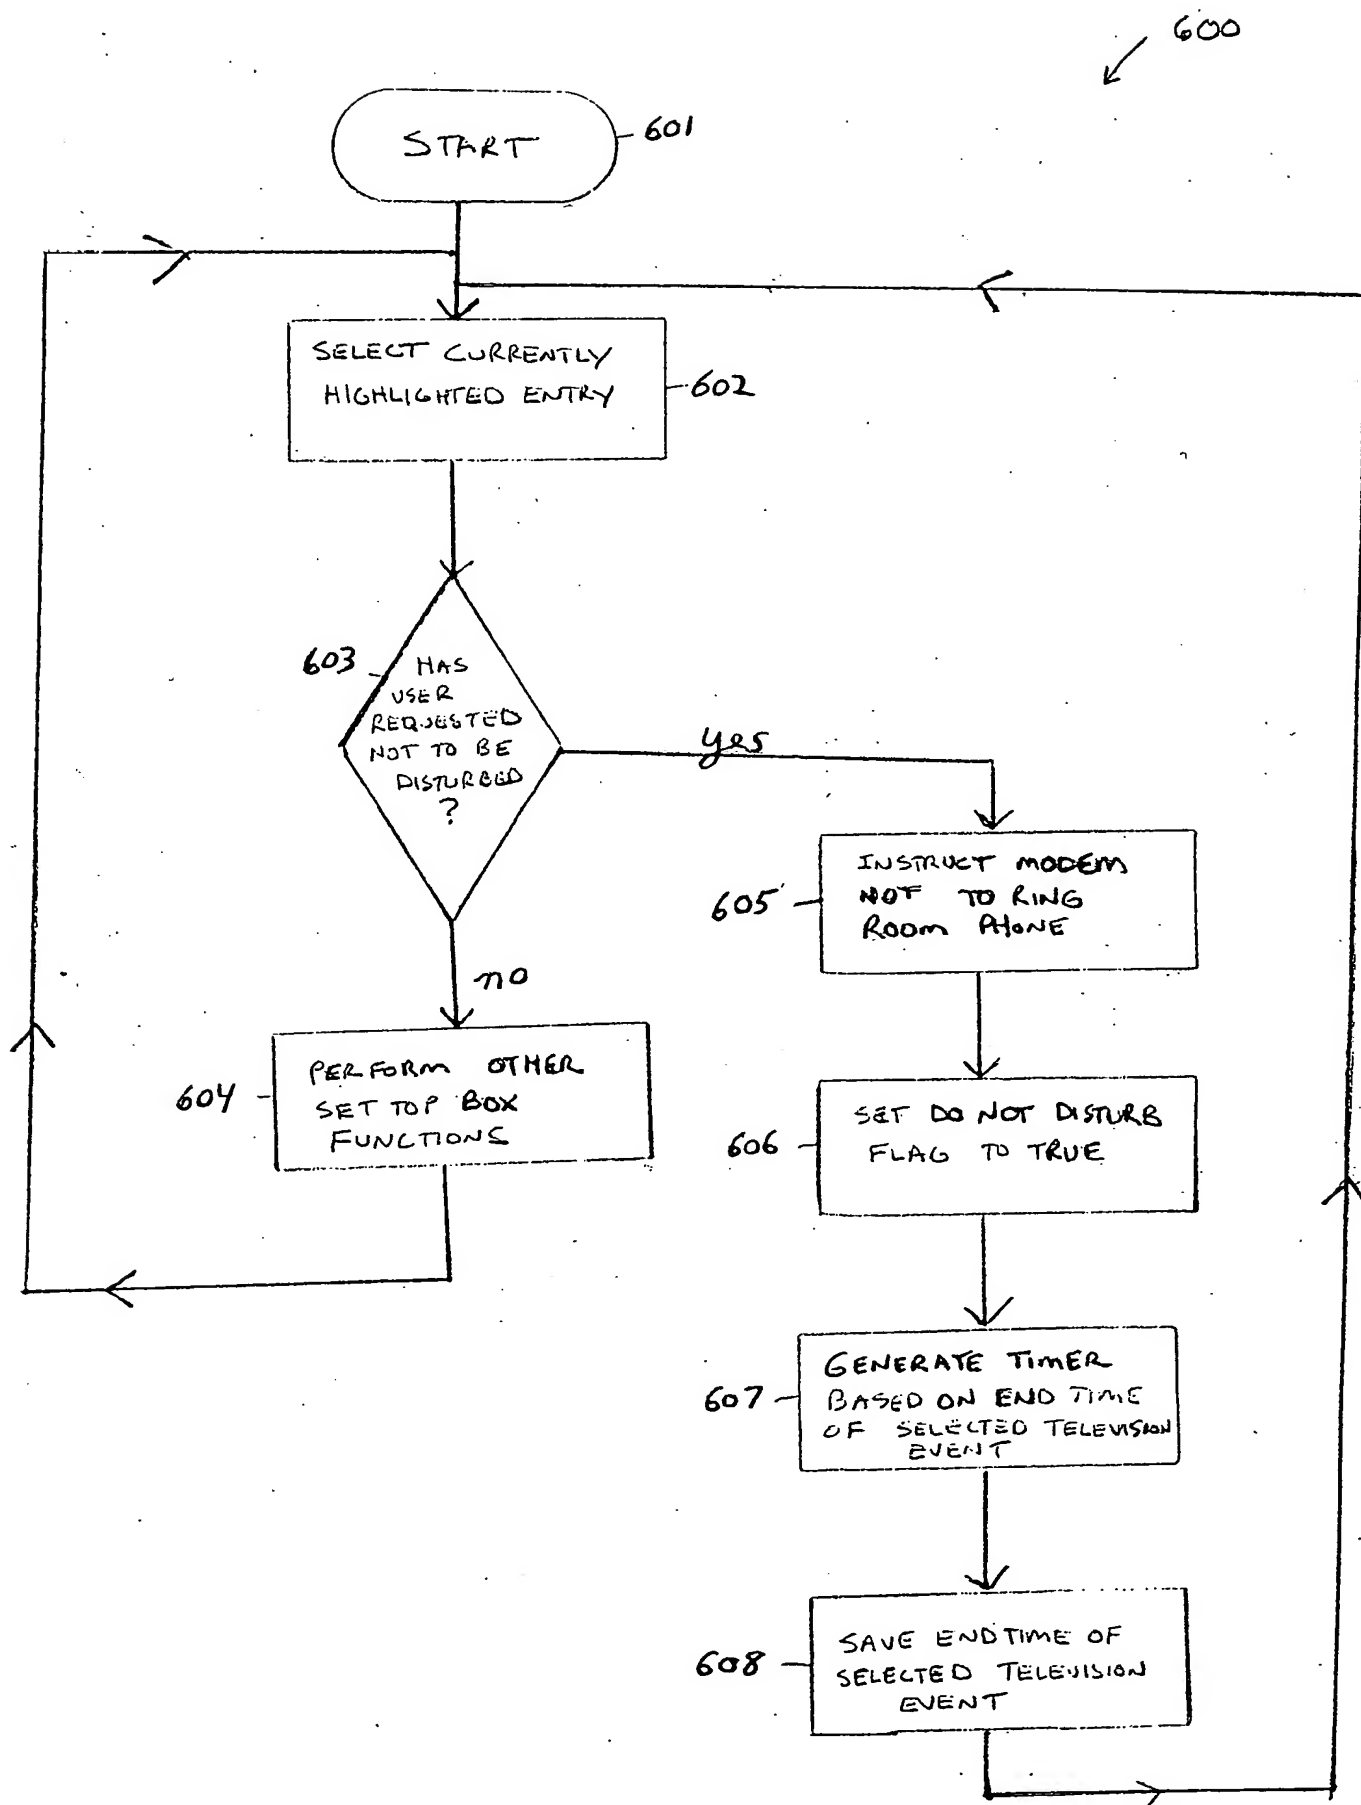 600
START
601
SELECT CURRENTLY
HIGHLIGHTED ENTRY
602
603
HAS
USER
REQUESTED
NOT TO BE
DISTURBED
?
yes
no
604
PERFORM OTHER
SET TOP BOX
FUNCTIONS
605
INSTRUCT MODEM
NOT TO RING
ROOM PHONE
606
SET DO NOT DISTURB
FLAG TO TRUE
607
GENERATE TIMER
BASED ON END TIME
OF SELECTED TELEVISION
EVENT
608
SAVE END TIME OF
SELECTED TELEVISION
EVENT